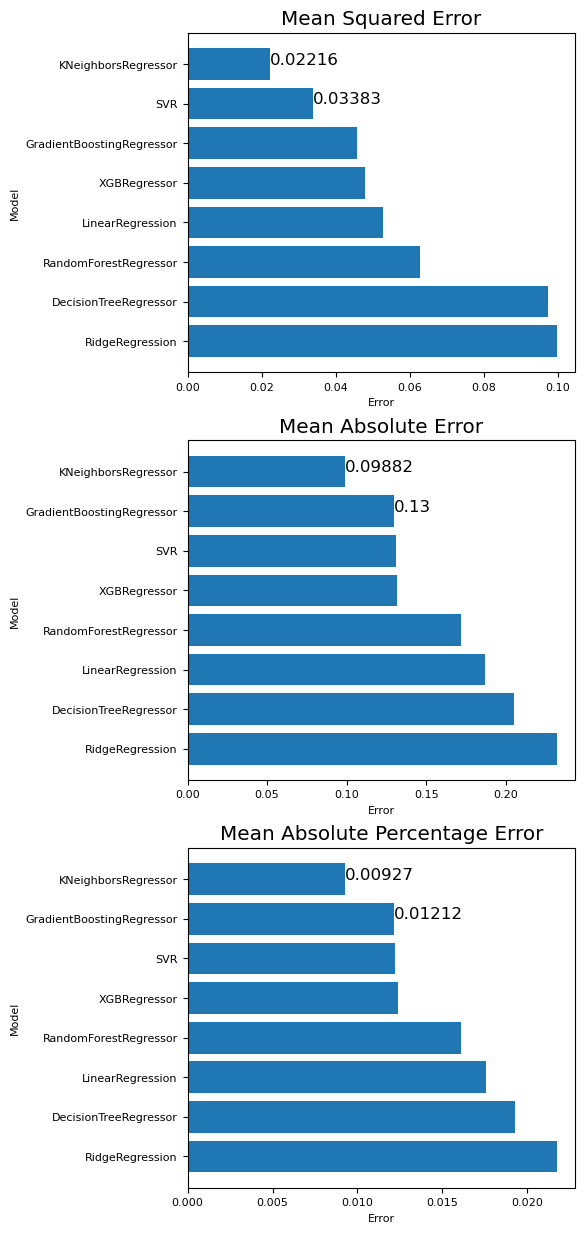 Mean Squared Error
KNeighborsRegressor
0.02216
SVR
0.03383
GradientBoostingRegressor
XGBRegressor
LinearRegression
RandomForestRegressor
DecisionTreeRegressor
RidgeRegression
Model
0.00 0.02 0.04 0.06 0.08 0.10
Error
Mean Absolute Error
KNeighborsRegressor
0.09882
GradientBoostingRegressor
0.13
SVR
XGBRegressor
RandomForestRegressor
LinearRegression
DecisionTreeRegressor
RidgeRegression
Model
0.00 0.05 0.10 0.15 0.20
Error
Mean Absolute Percentage Error
KNeighborsRegressor
0.00927
GradientBoostingRegressor
0.01212
SVR
XGBRegressor
RandomForestRegressor
LinearRegression
DecisionTreeRegressor
RidgeRegression
Model
0.000 0.005 0.010 0.015 0.020
Error